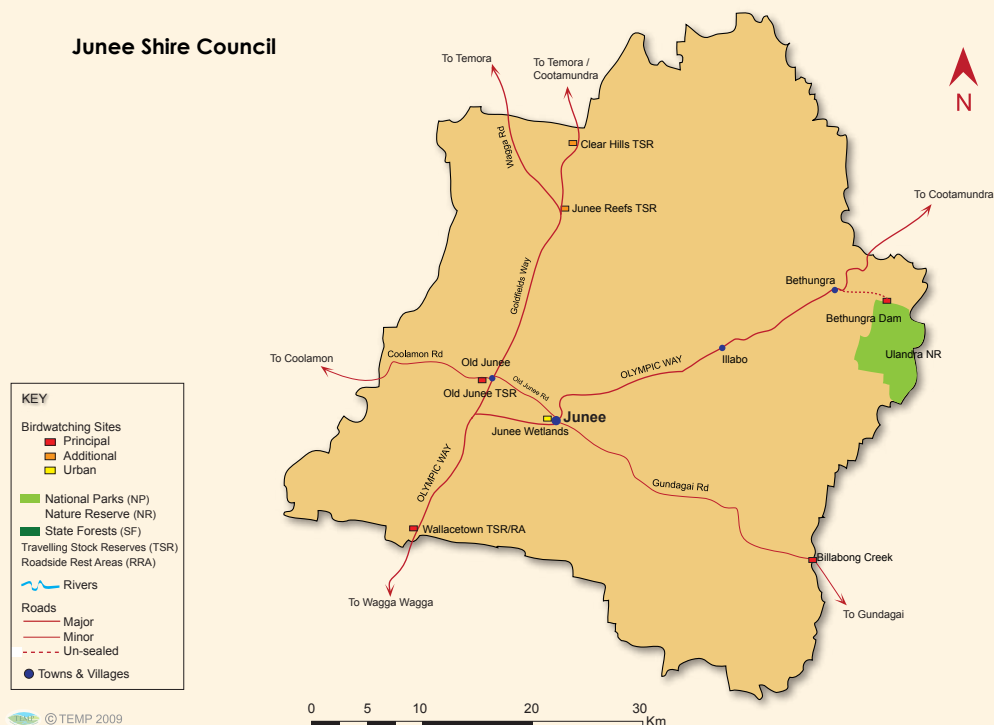 Junee Shire Council
To Temora
To Temora /
Cootamundra
N
Wagga Rd
Clear Hills TSR
Junee Reefs TSR
To Cootamundra
Goldfields Way
Bethungra
Bethungra Dam
Ulandra NR
To Coolamon
Coolamon Rd
Old Junee
Old Junee TSR
Old Junee Rd
OLYMPIC WAY
Illabo
Junee
Junee Wetlands
OLYMPIC WAY
Gundagai Rd
Wallacetown TSR/RA
Billabong Creek
To Wagga Wagga
To Gundagai
KEY
Birdwatching Sites
Principal
Additional
Urban
National Parks (NP)
Nature Reserve (NR)
State Forests (SF)
Travelling Stock Reserves (TSR)
Roadside Rest Areas (RRA)
Rivers
Roads
Major
Minor
Un-sealed
Towns & Villages
© TEMP 2009
0 5 10 20 30
Km